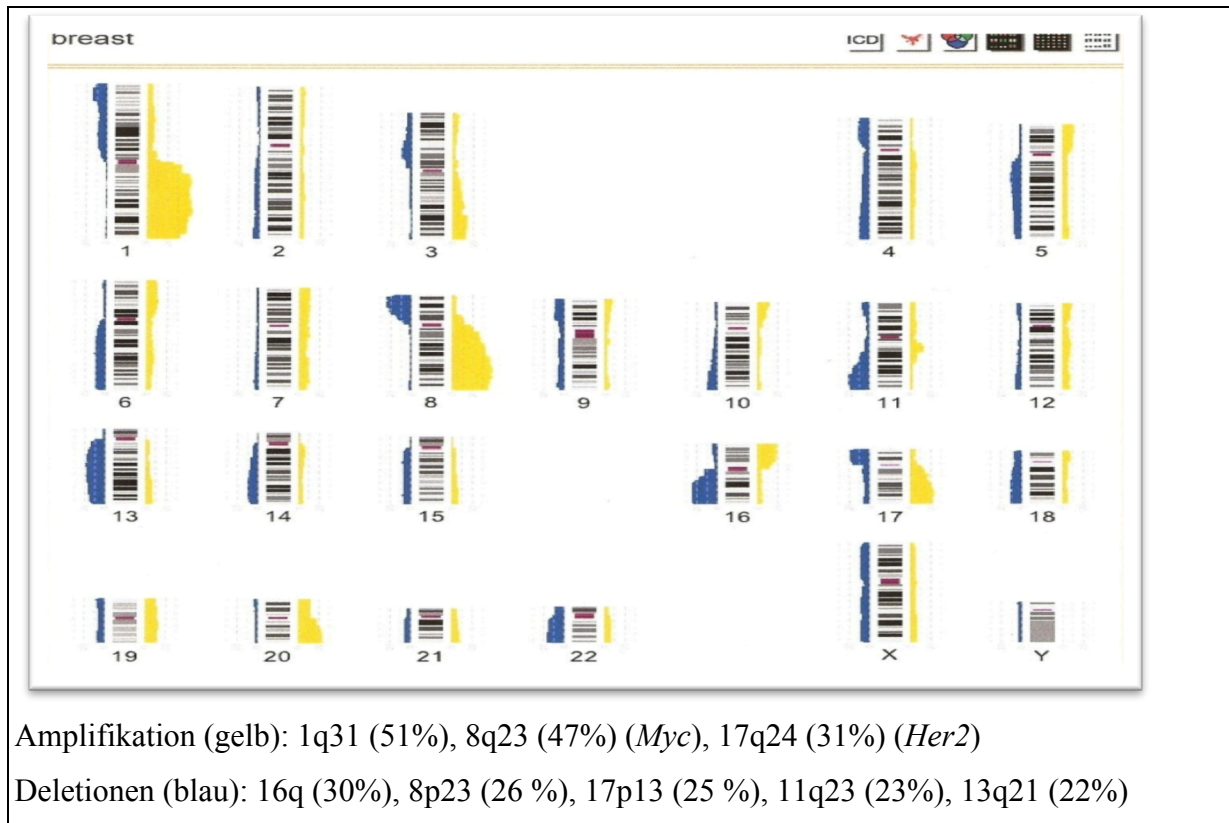 breast
ICD
1 2 3 4 5
6 7 8 9 10 11 12
13 14 15 16 17 18
19 20 21 22 X Y
Amplifikation (gelb): 1q31 (51%), 8q23 (47%) (Myc), 17q24 (31%) (Her2)
Deletionen (blau): 16q (30%), 8p23 (26 %), 17p13 (25 %), 11q23 (23%), 13q21 (22%)